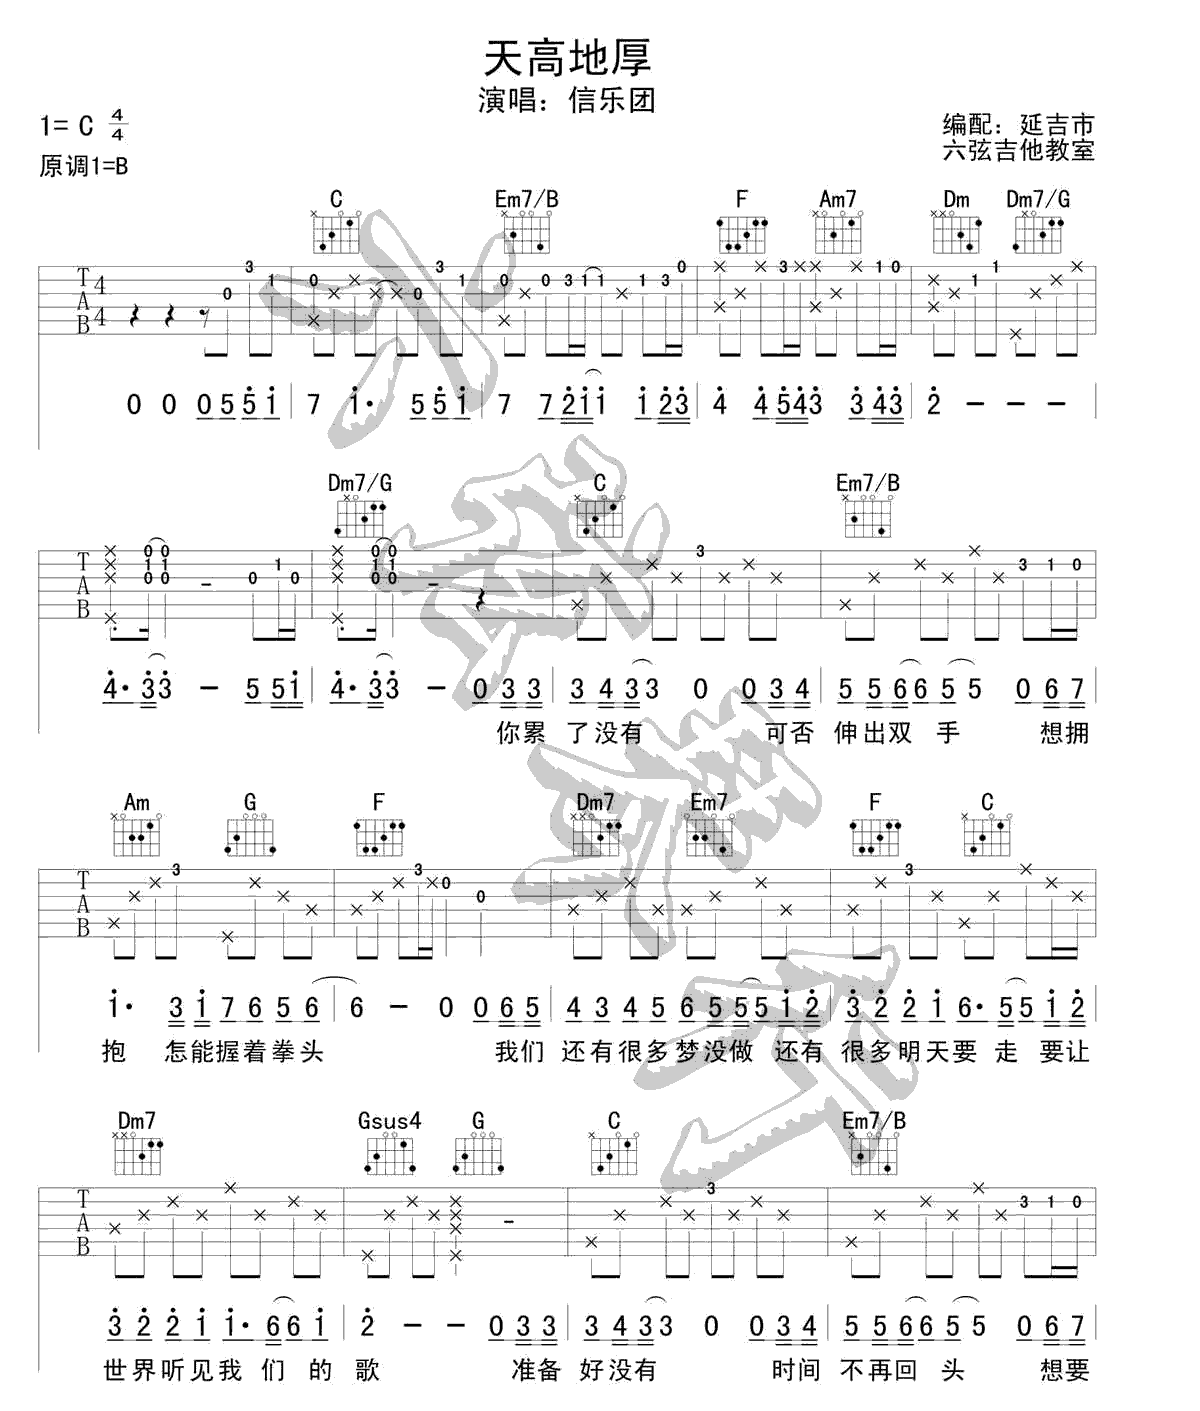 天高地厚
演唱：信乐团
1= C 4/4
编配：延吉市
原调1=B
六弦吉他教室
C Em7/B F Am7 Dm Dm7/G
0 0 0 5 5 1 7 1· 5 5 1 7 7 2 1 1 1 2 3 4 4 5 4 3 3 4 3 2 - - -
Dm7/G C Em7/B
4· 3 3 - 5 5 1 4· 3 3 - 0 3 3 3 4 3 3 0 0 3 4 5 5 6 6 5 5 0 6 7
你累 了没有 可否 伸出双 手 想拥
Am G F Dm7 Em7 F C
1· 3 1 7 6 5 6 6 - 0 0 6 5 4 3 4 5 6 5 5 1 2 3 2 2 1 6· 5 5 1 2
抱 怎能握着拳头 我们 还有很多梦没做 还有 很多明天要 走 要让
Dm7 Gsus4 G C Em7/B
3 2 2 1 1· 6 6 1 2 - - 0 3 3 3 4 3 3 0 0 3 4 5 5 6 6 5 5 0 6 7
世界听见我 们 的 歌 准备 好没有 时间 不再回 头 想要